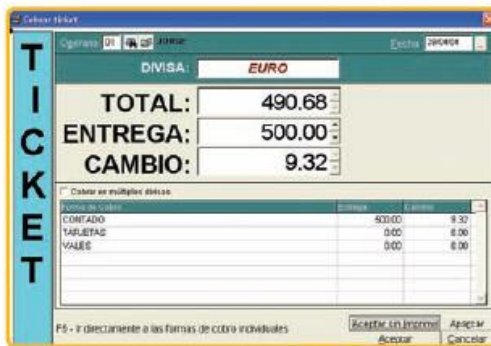 Cobrar ticket
TICKET
Operario 01 JORGE Fecha 29/04/04
DIVISA: EURO
TOTAL: 490.68
ENTREGA: 500.00
CAMBIO: 9.32
Cobrar en múltiples divisas
Forma de Cobro Entrega Cambio
CONTADO 500.00 9.32
TARJETAS 0.00 0.00
VALES 0.00 0.00
F5 - Ir directamente a las formas de cobro individuales
Aceptar sin Imprimir Aparcar
Aceptar Cancelar